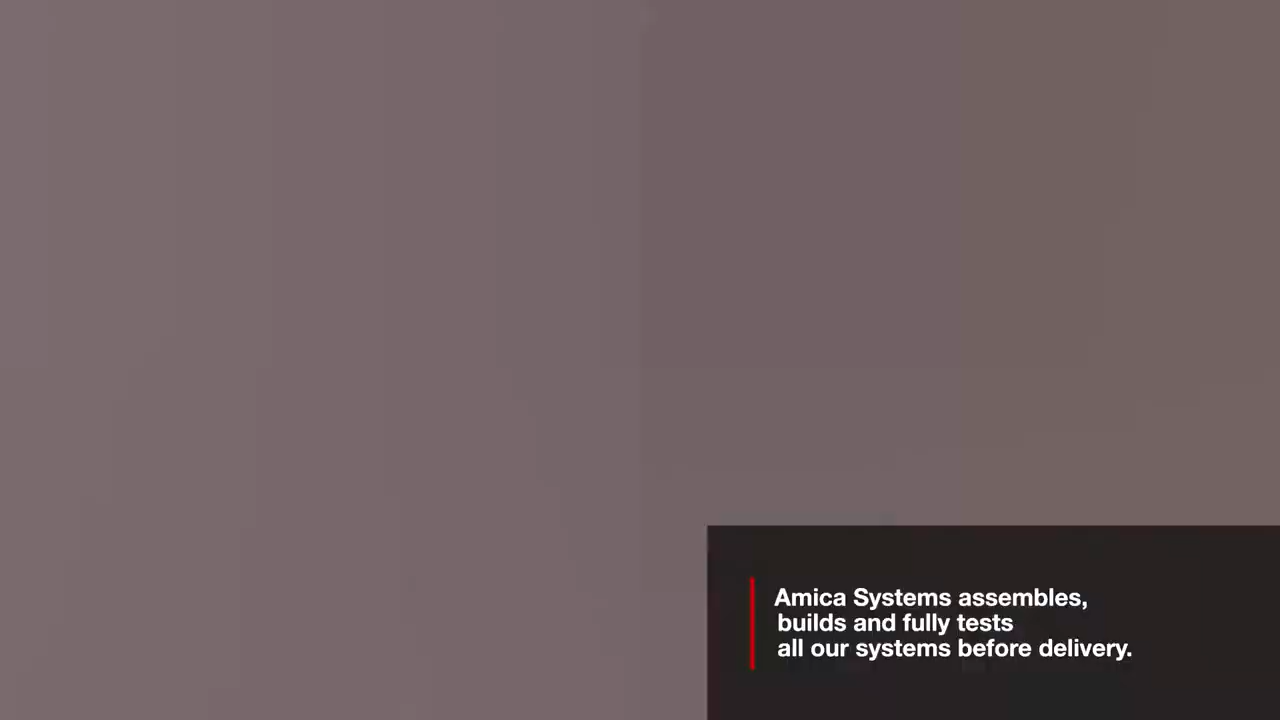 Amica Systems assembles,
builds and fully tests
all our systems before delivery.